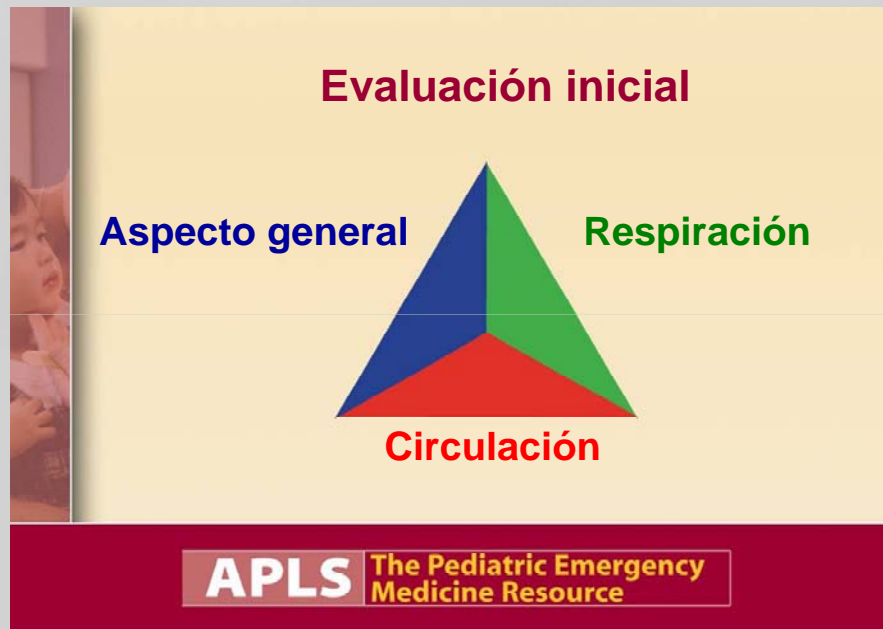 Evaluación inicial
Aspecto general
Respiración
Circulación
APLS
The Pediatric Emergency
Medicine Resource